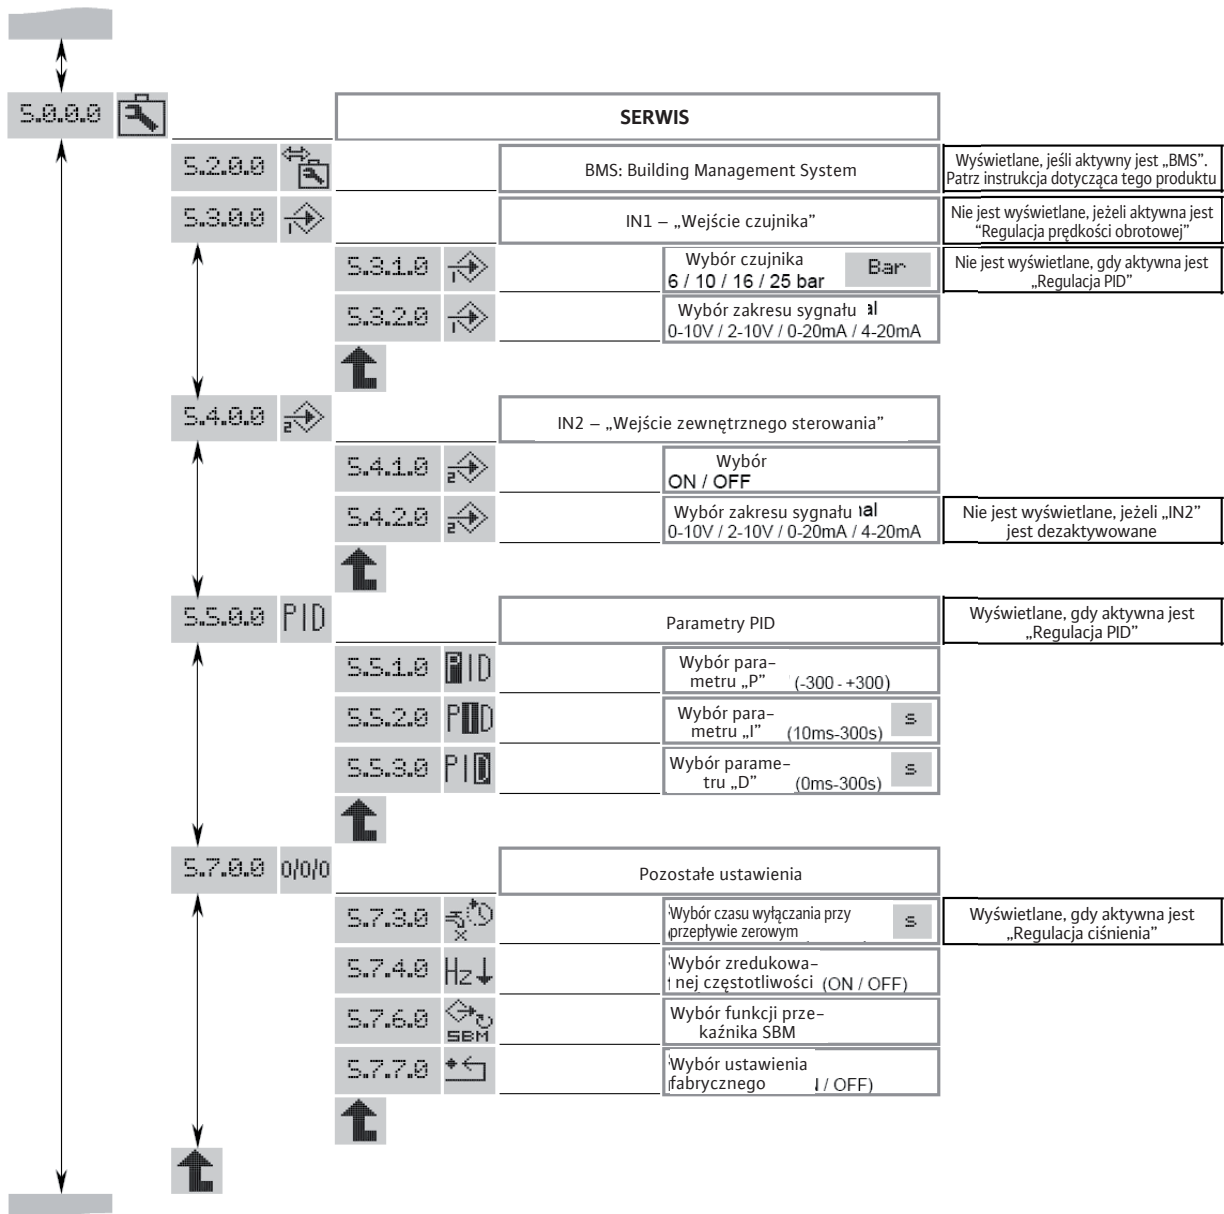 5.0.0.0
SERWIS
5.2.0.0
BMS: Building Management System
Wyświetlane, jeśli aktywny jest „BMS”.
Patrz instrukcja dotycząca tego produktu
5.3.0.0
1
IN1 – „Wejście czujnika”
Nie jest wyświetlane, jeżeli aktywna jest
“Regulacja prędkości obrotowej”
5.3.1.0
1
Wybór czujnika
6 / 10 / 16 / 25 bar
Bar
Nie jest wyświetlane, gdy aktywna jest
„Regulacja PID”
5.3.2.0
1
Wybór zakresu sygnału
0-10V / 2-10V / 0-20mA / 4-20mA
5.4.0.0
2
IN2 – „Wejście zewnętrznego sterowania”
5.4.1.0
2
Wybór
ON / OFF
5.4.2.0
2
Wybór zakresu sygnału
0-10V / 2-10V / 0-20mA / 4-20mA
Nie jest wyświetlane, jeżeli „IN2”
jest dezaktywowane
5.5.0.0 PID
Parametry PID
Wyświetlane, gdy aktywna jest
„Regulacja PID”
5.5.1.0 PID
Wybór para-
metru „P” (-300 - +300)
5.5.2.0 PID
Wybór para-
metru „I” (10ms-300s)
s
5.5.3.0 PID
Wybór parame-
tru „D” (0ms-300s)
s
5.7.0.0 0/0/0
Pozostałe ustawienia
5.7.3.0
Wybór czasu wyłączania przy
przepływie zerowym
s
Wyświetlane, gdy aktywna jest
„Regulacja ciśnienia”
5.7.4.0 Hz
Wybór zredukowa-
nej częstotliwości (ON / OFF)
5.7.6.0 SBM
Wybór funkcji prze-
kaźnika SBM
5.7.7.0
Wybór ustawienia
fabrycznego / OFF)